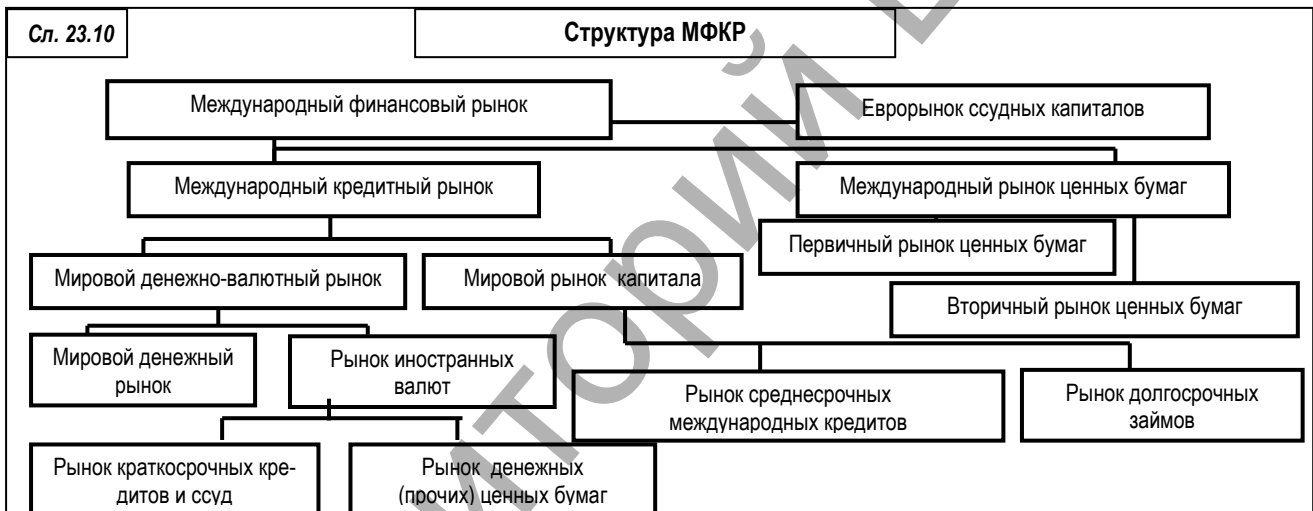 Сл. 23.10
Структура МФКР
Международный финансовый рынок
Еврорынок ссудных капиталов
Международный кредитный рынок
Международный рынок ценных бумаг
Первичный рынок ценных бумаг
Мировой денежно-валютный рынок
Мировой рынок капитала
Вторичный рынок ценных бумаг
Мировой денежный
рынок
Рынок иностранных
валют
Рынок среднесрочных
международных кредитов
Рынок долгосрочных
займов
Рынок краткосрочных кре-
дитов и ссуд
Рынок денежных
(прочих) ценных бумаг